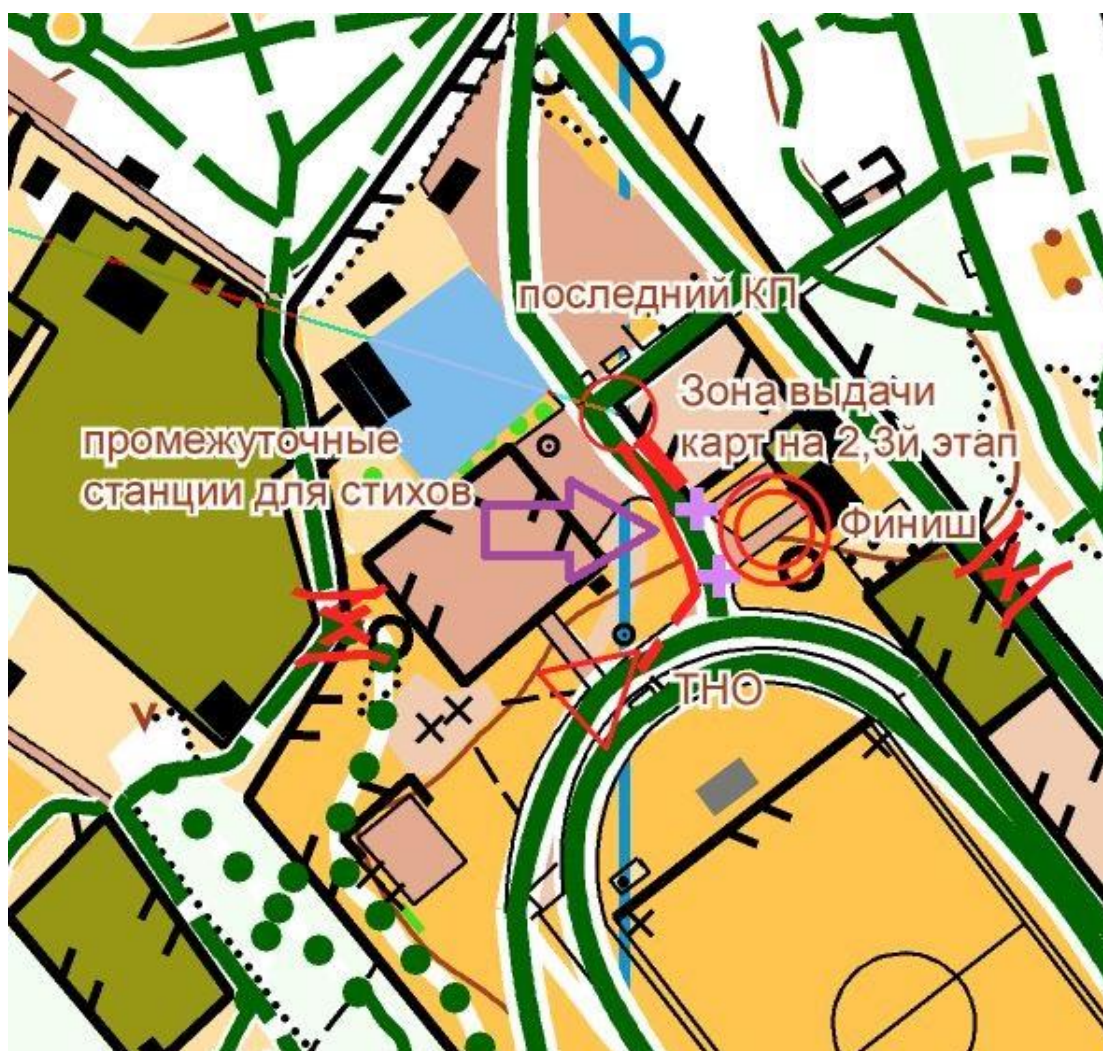 последний КП
Зона выдачи
карт на 2,3й этап
промежуточные
станции для стихов
Финиш
ТНО